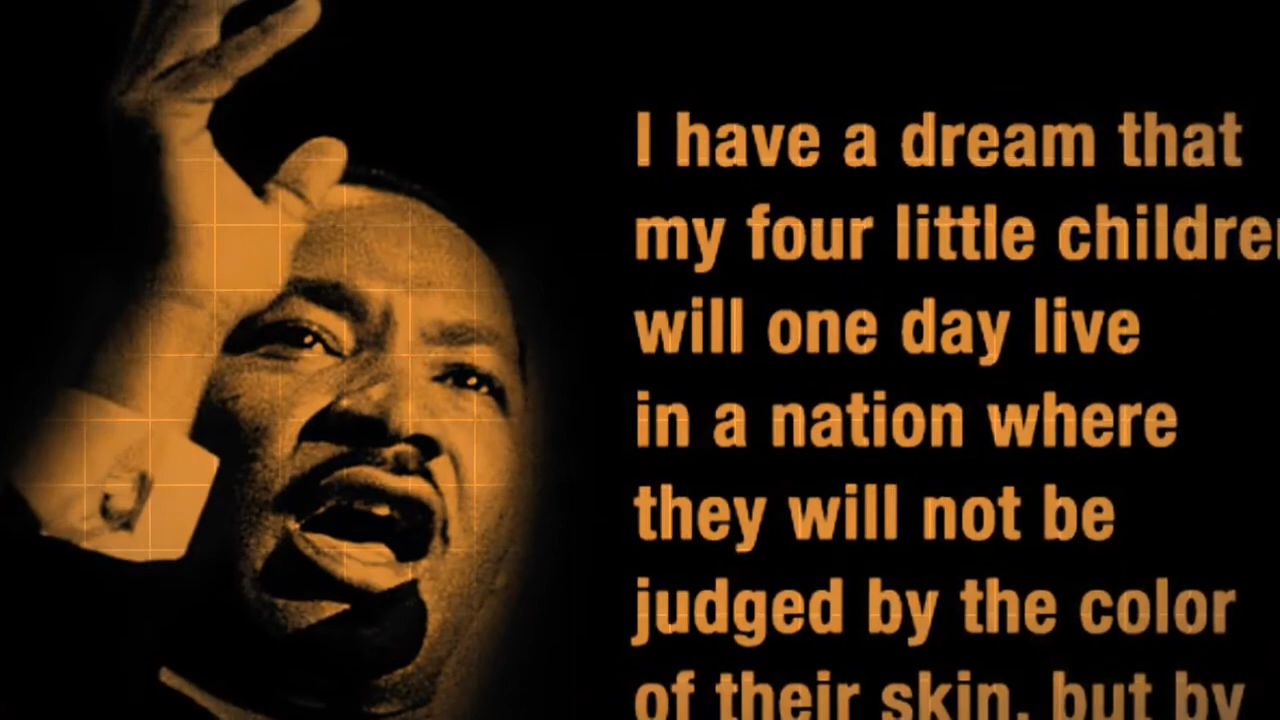 I have a dream that
my four little children
will one day live
in a nation where
they will not be
judged by the color
of their skin, but by